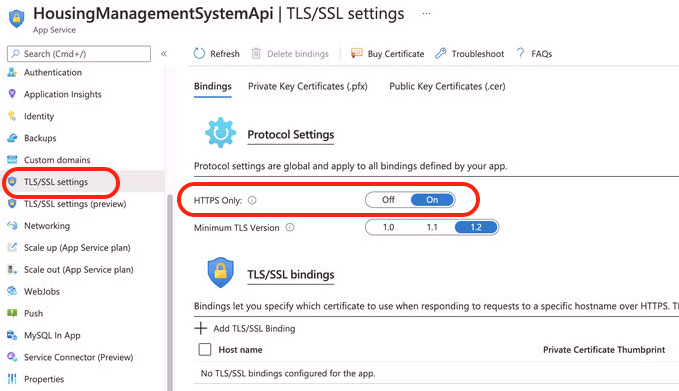 HousingManagementSystemApi | TLS/SSL settings ...
App Service
Search (Cmd+/) «
Authentication
Application Insights
Identity
Backups
Custom domains
TLS/SSL settings
TLS/SSL settings (preview)
Networking
Scale up (App Service plan)
Scale out (App Service plan)
WebJobs
Push
MySQL In App
Service Connector (Preview)
Properties
Refresh Delete bindings Buy Certificate Troubleshoot ? FAQs
Bindings Private Key Certificates (.pfx) Public Key Certificates (.cer)
Protocol Settings
Protocol settings are global and apply to all bindings defined by your app.
HTTPS Only: Off On
Minimum TLS Version 1.0 1.1 1.2
TLS/SSL bindings
Bindings let you specify which certificate to use when responding to requests to a specific hostname over HTTPS.
+ Add TLS/SSL Binding
Host name Private Certificate Thumbprint
No TLS/SSL bindings configured for the app.